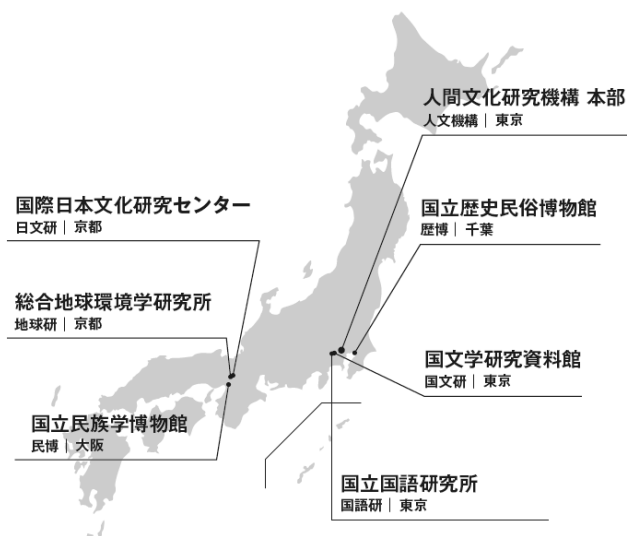 人間文化研究機構 本部
人文機構｜東京
国際日本文化研究センター
日文研｜京都
国立歴史民俗博物館
歴博｜千葉
総合地球環境学研究所
地球研｜京都
国文学研究資料館
国文研｜東京
国立民族学博物館
民博｜大阪
国立国語研究所
国語研｜東京